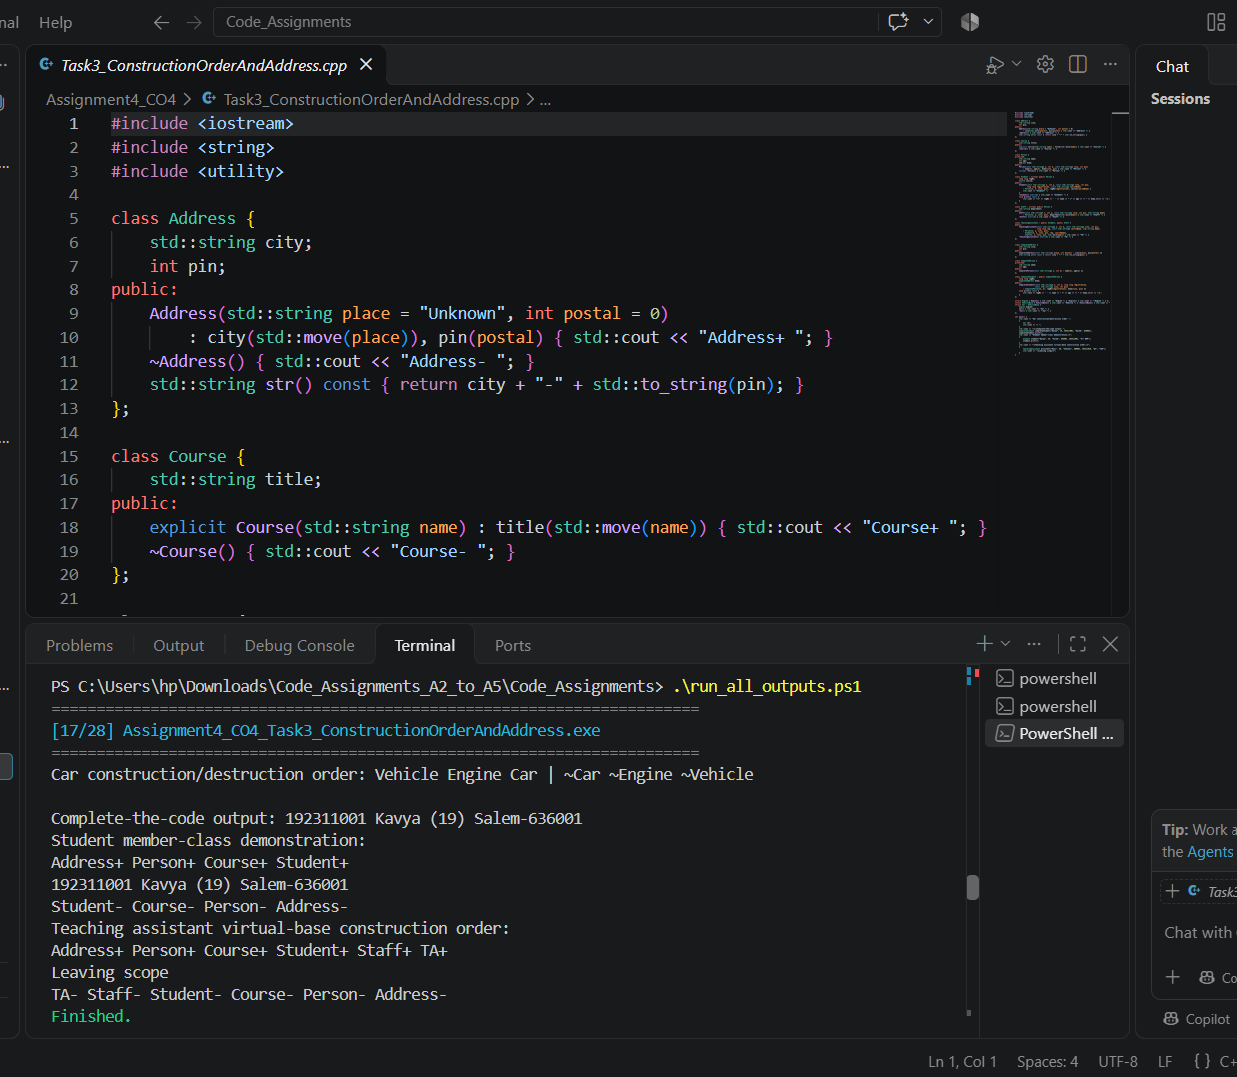 nal Help Code_Assignments
Task3_ConstructionOrderAndAddress.cpp
Assignment4_CO4 > Task3_ConstructionOrderAndAddress.cpp > ...
1 #include <iostream>
2 #include <string>
3 #include <utility>
4
5 class Address {
6 std::string city;
7 int pin;
8 public:
9 Address(std::string place = "Unknown", int postal = 0)
10 : city(std::move(place)), pin(postal) { std::cout << "Address+ "; }
11 ~Address() { std::cout << "Address- "; }
12 std::string str() const { return city + "-" + std::to_string(pin); }
13 };
14
15 class Course {
16 std::string title;
17 public:
18 explicit Course(std::string name) : title(std::move(name)) { std::cout << "Course+ "; }
19 ~Course() { std::cout << "Course- "; }
20 };
21
Problems Output Debug Console Terminal Ports
PS C:\Users\hp\Downloads\Code_Assignments_A2_to_A5\Code_Assignments> .\run_all_outputs.ps1
========================================================================
[17/28] Assignment4_CO4_Task3_ConstructionOrderAndAddress.exe
========================================================================
Car construction/destruction order: Vehicle Engine Car | ~Car ~Engine ~Vehicle
Complete-the-code output: 192311001 Kavya (19) Salem-636001
Student member-class demonstration:
Address+ Person+ Course+ Student+
192311001 Kavya (19) Salem-636001
Student- Course- Person- Address-
Teaching assistant virtual-base construction order:
Address+ Person+ Course+ Student+ Staff+ TA+
Leaving scope
TA- Staff- Student- Course- Person- Address-
Finished.
powershell
powershell
PowerShell ...
Chat
Sessions
Tip: Work a
the Agents
Task3
Chat with
Co
Copilot
Ln 1, Col 1 Spaces: 4 UTF-8 LF {} C+